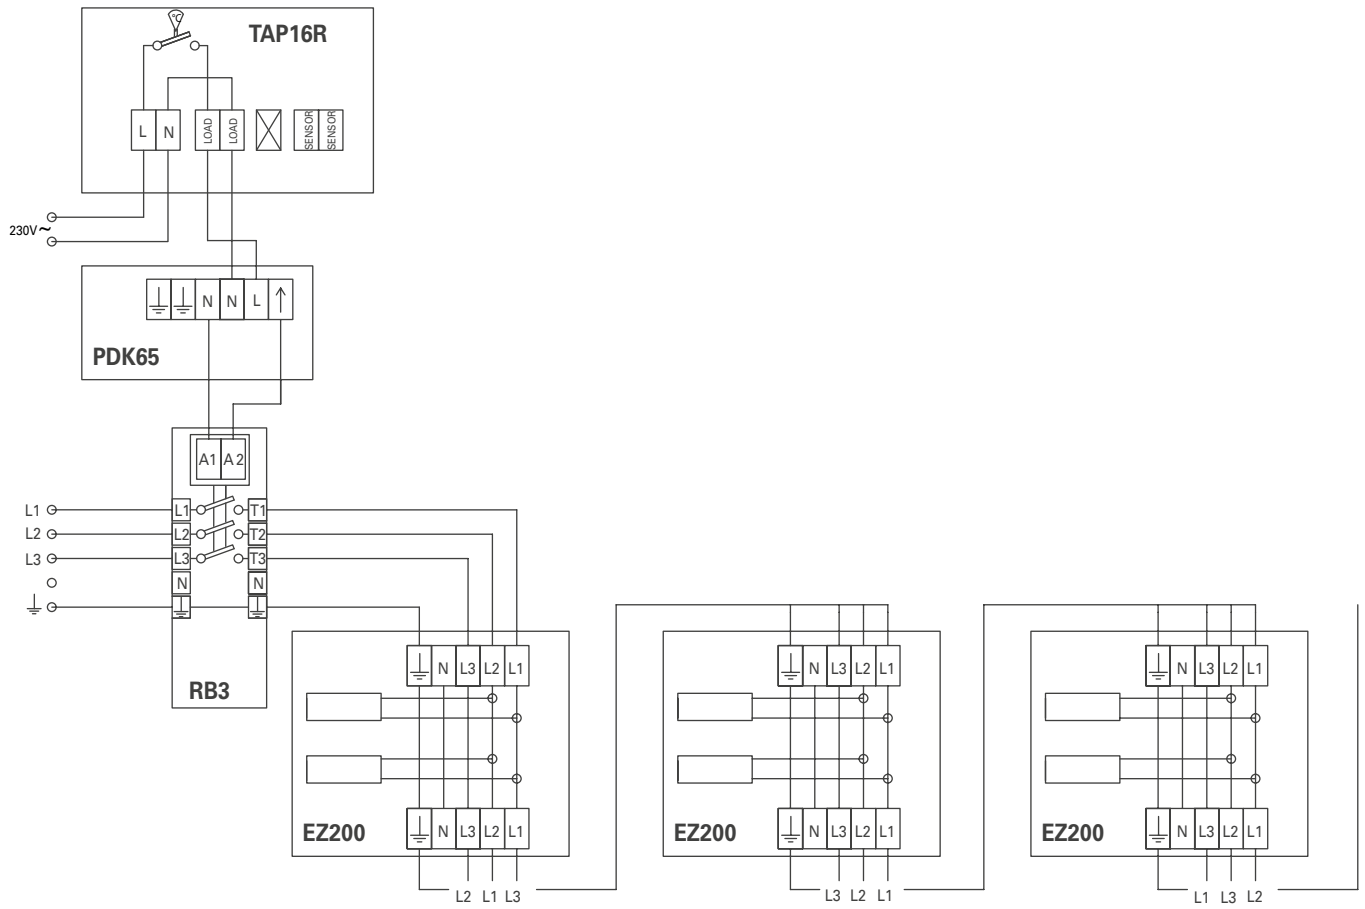 °C
TAP16R
L N LOAD LOAD SENSOR SENSOR
230V~
N N L ↑
PDK65
A1 A2
L1 L1 T1
L2 L2 T2
L3 L3 T3
N N
RB3
N L3 L2 L1
N L3 L2 L1
N L3 L2 L1
EZ200 N L3 L2 L1
EZ200 N L3 L2 L1
EZ200 N L3 L2 L1
L2 L1 L3
L3 L2 L1
L1 L3 L2